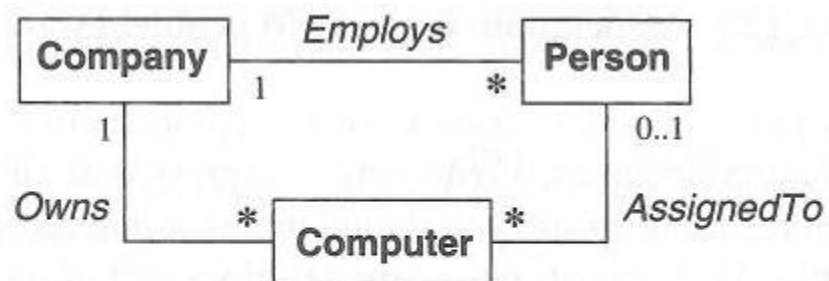 Employs
Company
Person
1
*
1
0..1
Owns
*
*
AssignedTo
Computer